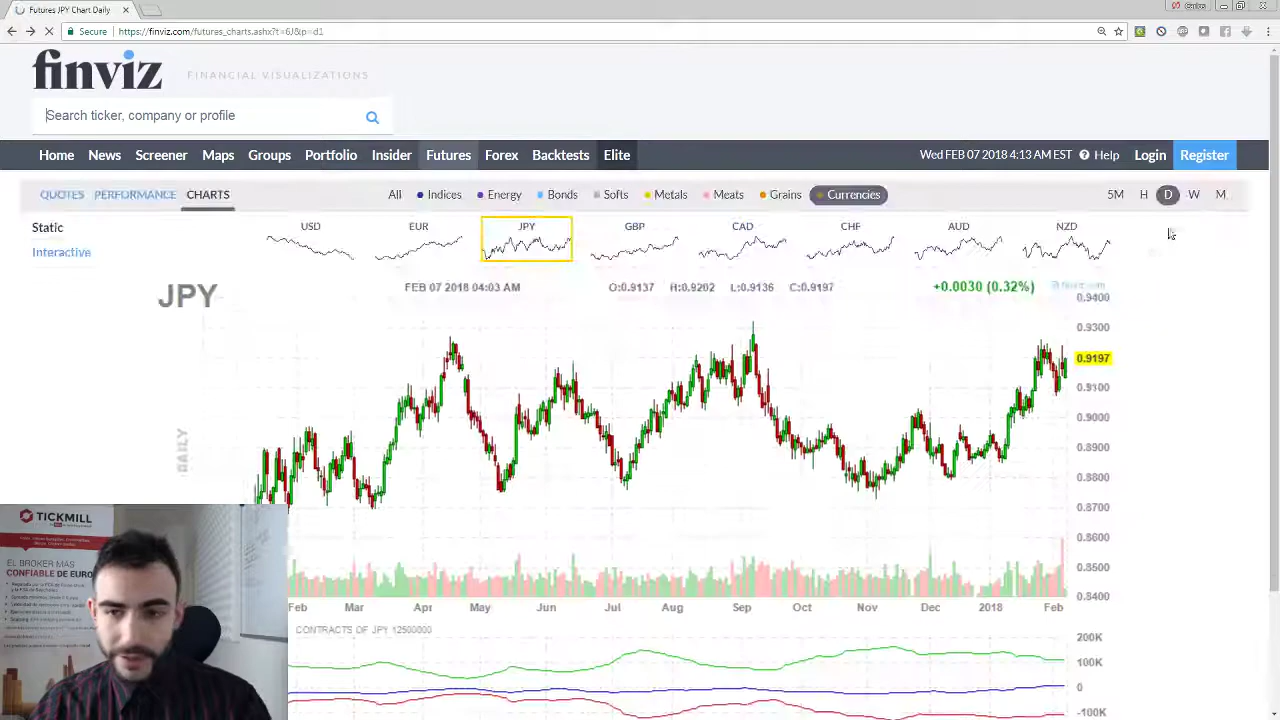 Futures JPY Chart Daily
Secure https://finviz.com/futures_charts.ashx?t=6J&p=d1
finviz FINANCIAL VISUALIZATIONS
Search ticker, company or profile
Home News Screener Maps Groups Portfolio Insider Futures Forex Backtests Elite Wed FEB 07 2018 4:13 AM EST Help Login Register
QUOTES PERFORMANCE CHARTS All Indices Energy Bonds Softs Metals Meats Grains Currencies 5M H D W M
Static
Interactive
USD EUR JPY GBP CAD CHF AUD NZD
JPY FEB 07 2018 04:03 AM O:0.9137 H:0.9202 L:0.9136 C:0.9197 +0.0030 (0.32%)
0.9400
0.9300
0.9197
0.9100
0.9000
0.8900
0.8800
0.8700
0.8600
0.8500
0.8400
DAILY
Feb Mar Apr May Jun Jul Aug Sep Oct Nov Dec 2018 Feb
CONTRACTS OF JPY 12500000
200K
100K
0
-100K
TICKMILL
EL BROKER MAS
CONFIABLE DE EURO